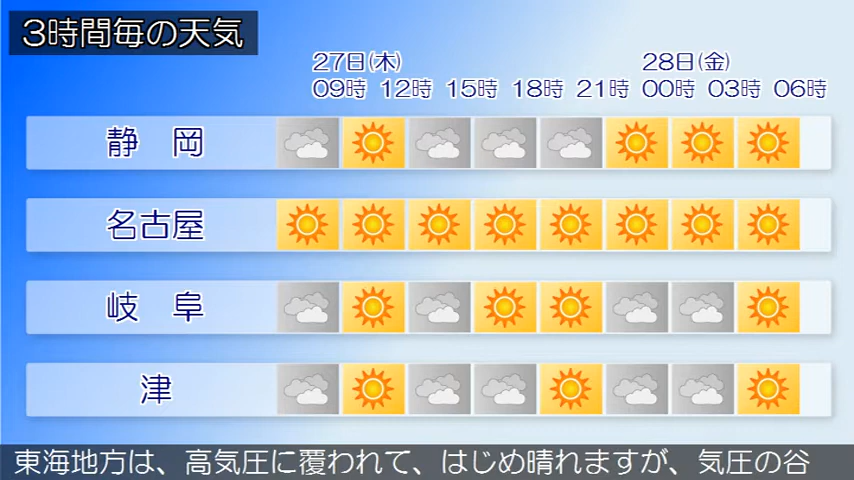 3時間毎の天気
27日(木) 28日(金)
09時 12時 15時 18時 21時 00時 03時 06時
静 岡
名古屋
岐 阜
津
東海地方は、高気圧に覆われて、はじめ晴れますが、気圧の谷